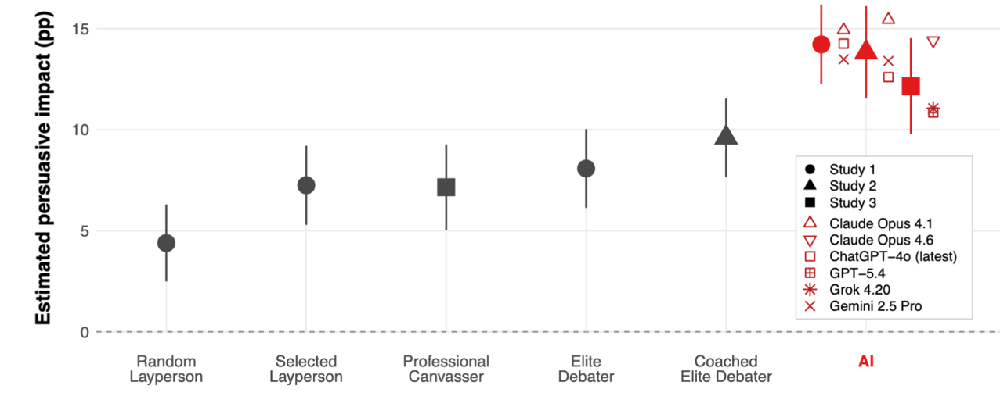 Estimated persuasive impact (pp)
15
10
5
0
Study 1
Study 2
Study 3
Claude Opus 4.1
Claude Opus 4.6
ChatGPT−4o (latest)
GPT−5.4
Grok 4.20
Gemini 2.5 Pro
Random
Layperson
Selected
Layperson
Professional
Canvasser
Elite
Debater
Coached
Elite Debater
AI